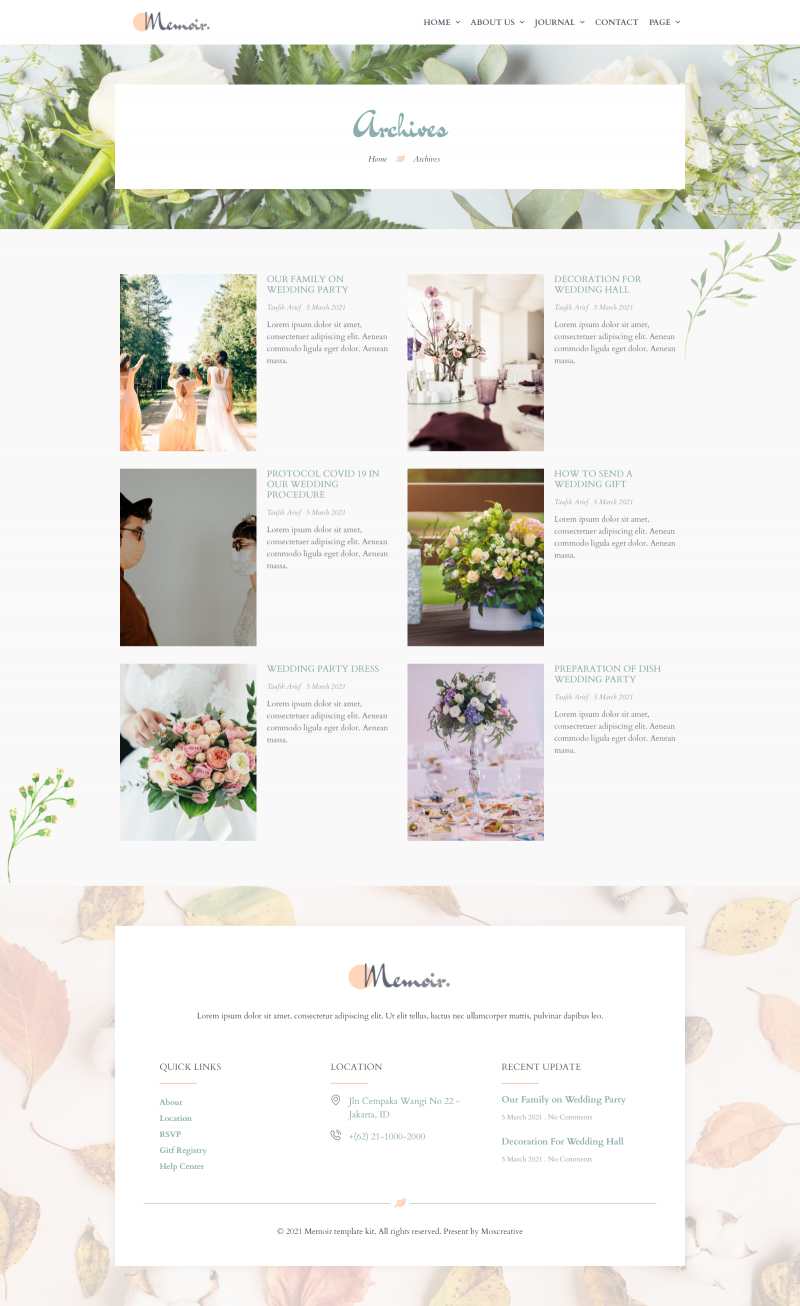 Memoir.
HOME ABOUT US JOURNAL CONTACT PAGE
Archives
Home Archives
OUR FAMILY ON
WEDDING PARTY
Taufik Arief 5 March 2021
Lorem ipsum dolor sit amet,
consectetuer adipiscing elit. Aenean
commodo ligula eget dolor. Aenean
massa.
DECORATION FOR
WEDDING HALL
Taufik Arief 5 March 2021
Lorem ipsum dolor sit amet,
consectetuer adipiscing elit. Aenean
commodo ligula eget dolor. Aenean
massa.
PROTOCOL COVID 19 IN
OUR WEDDING
PROCEDURE
Taufik Arief 5 March 2021
Lorem ipsum dolor sit amet,
consectetuer adipiscing elit. Aenean
commodo ligula eget dolor. Aenean
massa.
HOW TO SEND A
WEDDING GIFT
Taufik Arief 5 March 2021
Lorem ipsum dolor sit amet,
consectetuer adipiscing elit. Aenean
commodo ligula eget dolor. Aenean
massa.
WEDDING PARTY DRESS
Taufik Arief 5 March 2021
Lorem ipsum dolor sit amet,
consectetuer adipiscing elit. Aenean
commodo ligula eget dolor. Aenean
massa.
PREPARATION OF DISH
WEDDING PARTY
Taufik Arief 5 March 2021
Lorem ipsum dolor sit amet,
consectetuer adipiscing elit. Aenean
commodo ligula eget dolor. Aenean
massa.
Memoir.
Lorem ipsum dolor sit amet, consectetur adipiscing elit. Ut elit tellus, luctus nec ullamcorper mattis, pulvinar dapibus leo.
QUICK LINKS
About
Location
RSVP
Gitf Registry
Help Center
LOCATION
Jln Cempaka Wangi No 22 -
Jakarta, ID
+(62) 21-1000-2000
RECENT UPDATE
Our Family on Wedding Party
5 March 2021 . No Comments
Decoration For Wedding Hall
5 March 2021 . No Comments
© 2021 Memoir template kit. All rights reserved. Present by Moxcreative